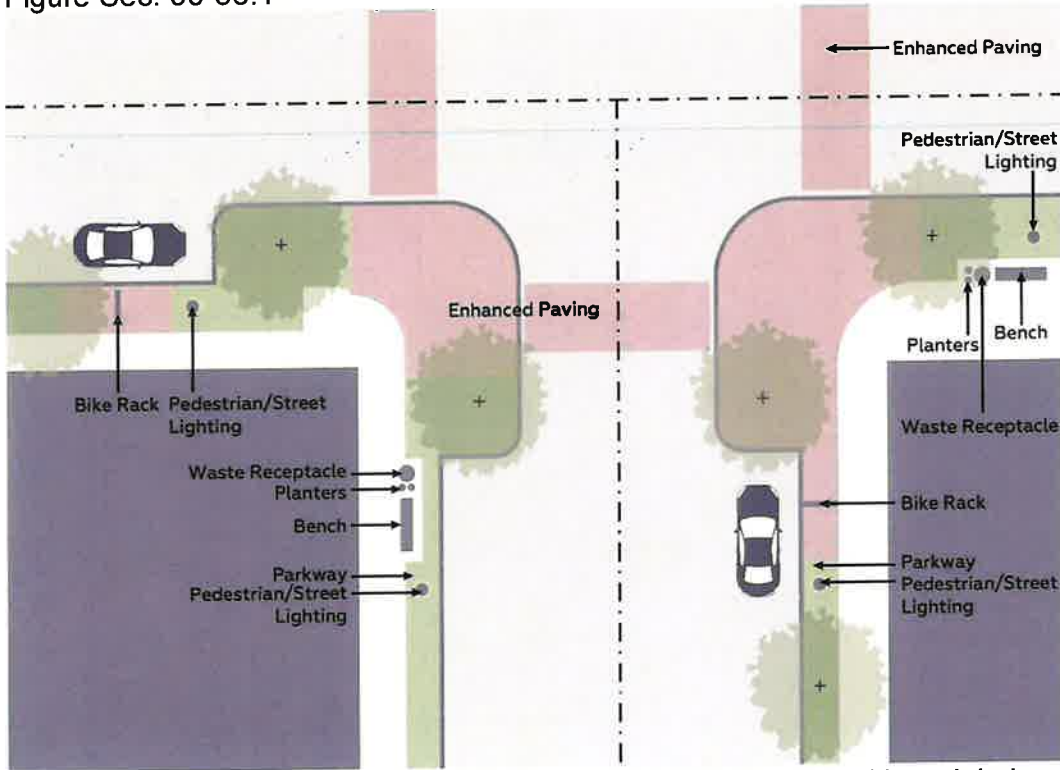 Enhanced Paving
Pedestrian/Street
Lighting
Enhanced Paving
Planters
Bench
Bike Rack
Pedestrian/Street
Lighting
Waste Receptacle
Waste Receptacle
Planters
Bench
Bike Rack
Parkway
Pedestrian/Street
Lighting
Parkway
Pedestrian/Street
Lighting